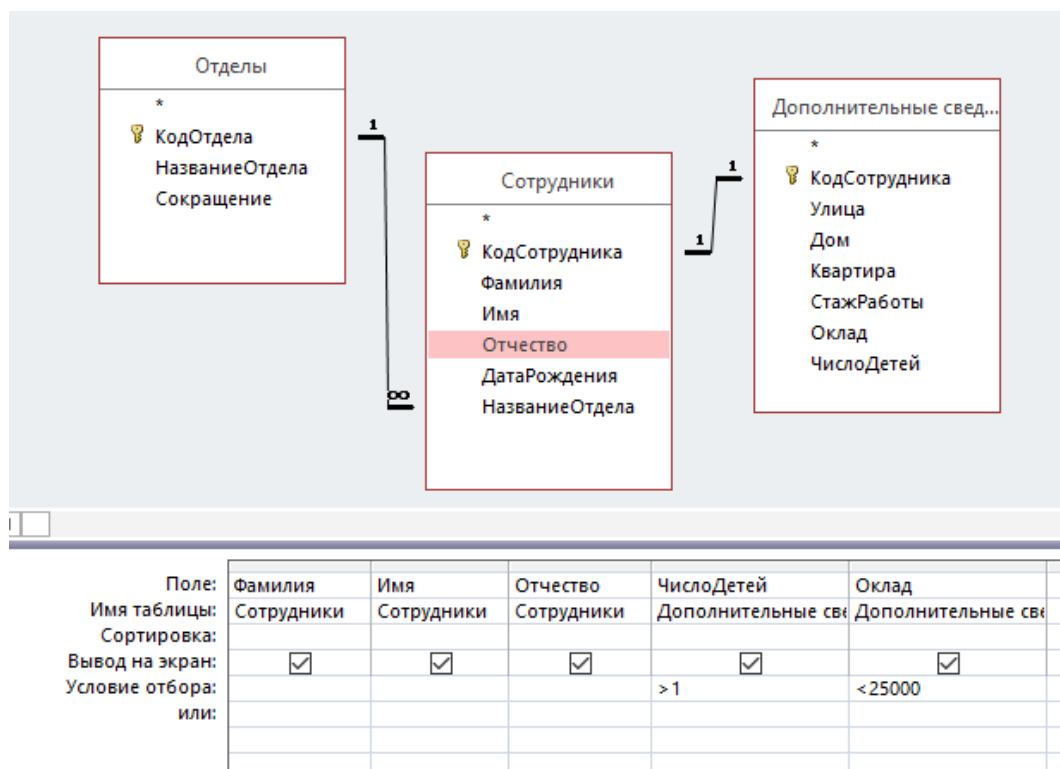 Отделы
*
КодОтдела
НазваниеОтдела
Сокращение
1
∞
Сотрудники
*
КодСотрудника
Фамилия
Имя
Отчество
ДатаРождения
НазваниеОтдела
1
1
Дополнительные свед...
*
КодСотрудника
Улица
Дом
Квартира
СтажРаботы
Оклад
ЧислоДетей
Поле: Фамилия Имя Отчество ЧислоДетей Оклад
Имя таблицы: Сотрудники Сотрудники Сотрудники Дополнительные све Дополнительные све
Сортировка:
Вывод на экран:
Условие отбора: >1 <25000
или: